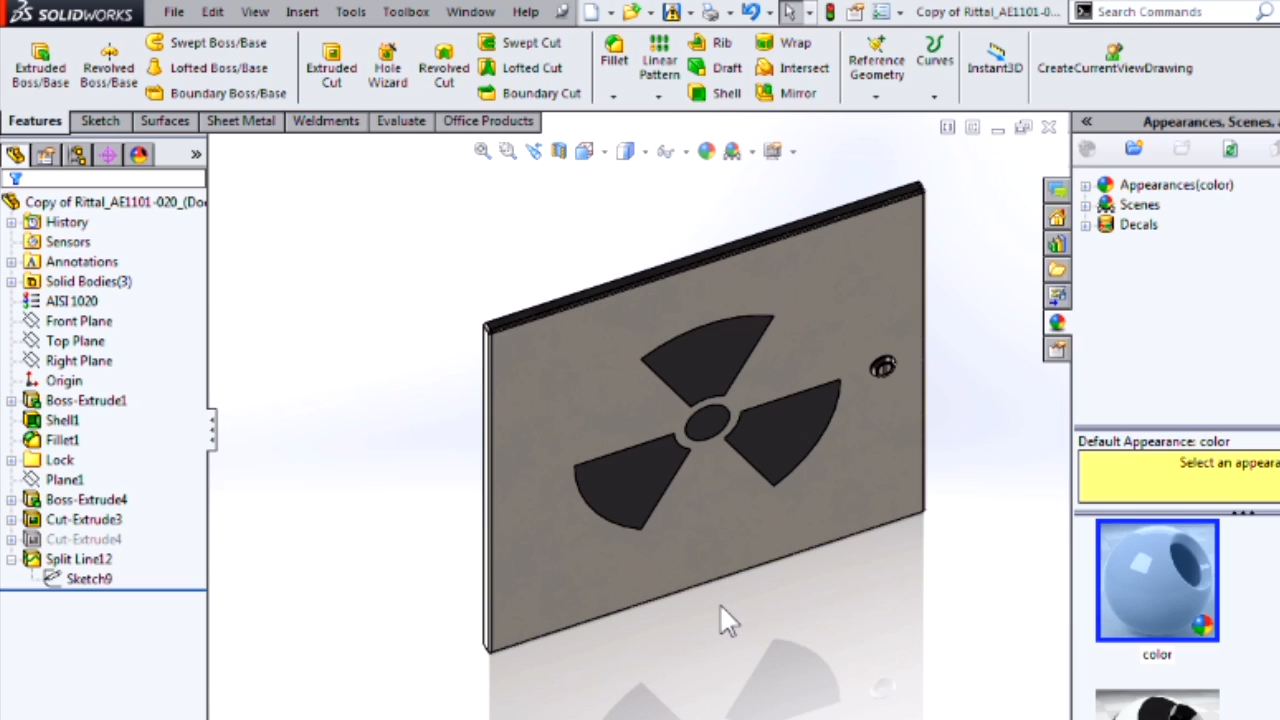 SOLIDWORKS File Edit View Insert Tools Toolbox Window Help Copy of Rittal_AE1101-0... Search Commands
Extruded Boss/Base
Revolved Boss/Base
Swept Boss/Base
Lofted Boss/Base
Boundary Boss/Base
Extruded Cut
Hole Wizard
Revolved Cut
Swept Cut
Lofted Cut
Boundary Cut
Fillet
Linear Pattern
Rib
Draft
Shell
Wrap
Intersect
Mirror
Reference Geometry
Curves
Instant3D
CreateCurrentViewDrawing
Features Sketch Surfaces Sheet Metal Weldments Evaluate Office Products
Copy of Rittal_AE1101-020_(Do
History
Sensors
Annotations
Solid Bodies(3)
AISI 1020
Front Plane
Top Plane
Right Plane
Origin
Boss-Extrude1
Shell1
Fillet1
Lock
Plane1
Boss-Extrude4
Cut-Extrude3
Cut-Extrude4
Split Line12
Sketch9
Appearances, Scenes, a
Appearances(color)
Scenes
Decals
Default Appearance: color
Select an appeara
color